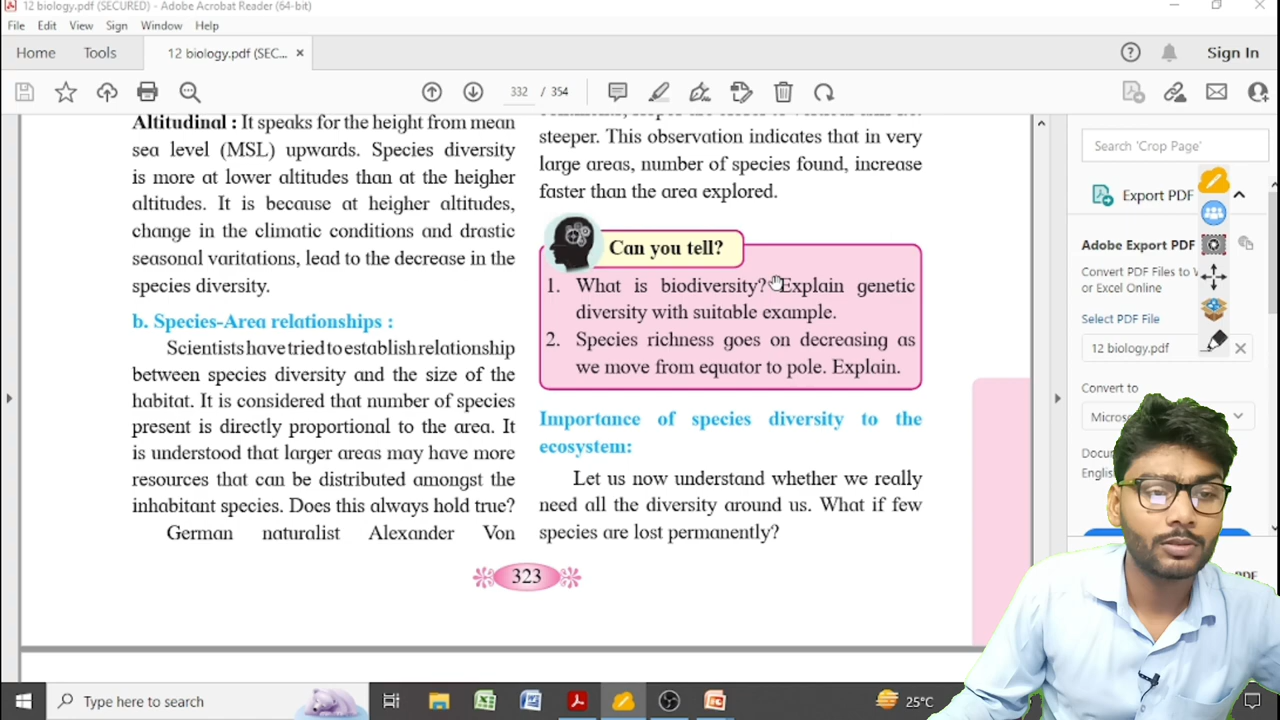 12 biology.pdf (SECURED) - Adobe Acrobat Reader (64-bit)
File Edit View Sign Window Help
Home Tools 12 biology.pdf (SEC... × Sign In
332 / 354
Altitudinal : It speaks for the height from mean
sea level (MSL) upwards. Species diversity
is more at lower altitudes than at the heigher
altitudes. It is because at heigher altitudes,
change in the climatic conditions and drastic
seasonal varitations, lead to the decrease in the
species diversity.
b. Species-Area relationships :
Scientists have tried to establish relationship
between species diversity and the size of the
habitat. It is considered that number of species
present is directly proportional to the area. It
is understood that larger areas may have more
resources that can be distributed amongst the
inhabitant species. Does this always hold true?
German naturalist Alexander Von
steeper. This observation indicates that in very
large areas, number of species found, increase
faster than the area explored.
Can you tell?
1. What is biodiversity? Explain genetic
diversity with suitable example.
2. Species richness goes on decreasing as
we move from equator to pole. Explain.
Importance of species diversity to the
ecosystem:
Let us now understand whether we really
need all the diversity around us. What if few
species are lost permanently?
323
Search 'Crop Page'
Export PDF
Adobe Export PDF
Convert PDF Files to
or Excel Online
Select PDF File
12 biology.pdf
Convert to
Type here to search
25°C